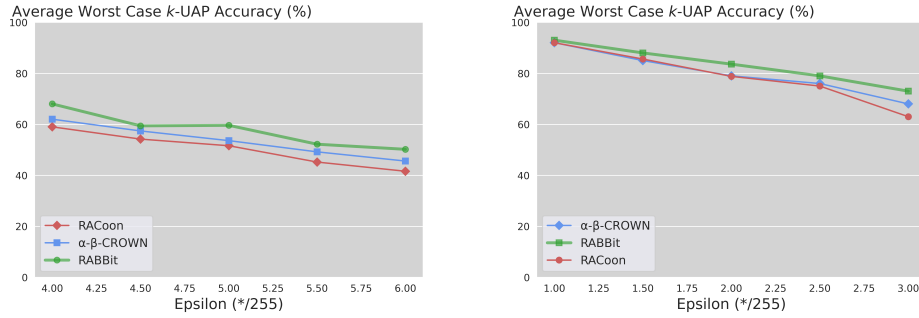 Average Worst Case k-UAP Accuracy (%)
100
80
60
40
20
0
RACoon
α-β-CROWN
RABBit
4.00 4.25 4.50 4.75 5.00 5.25 5.50 5.75 6.00
Epsilon (*/255)
Average Worst Case k-UAP Accuracy (%)
100
80
60
40
20
0
α-β-CROWN
RABBit
RACoon
1.00 1.25 1.50 1.75 2.00 2.25 2.50 2.75 3.00
Epsilon (*/255)